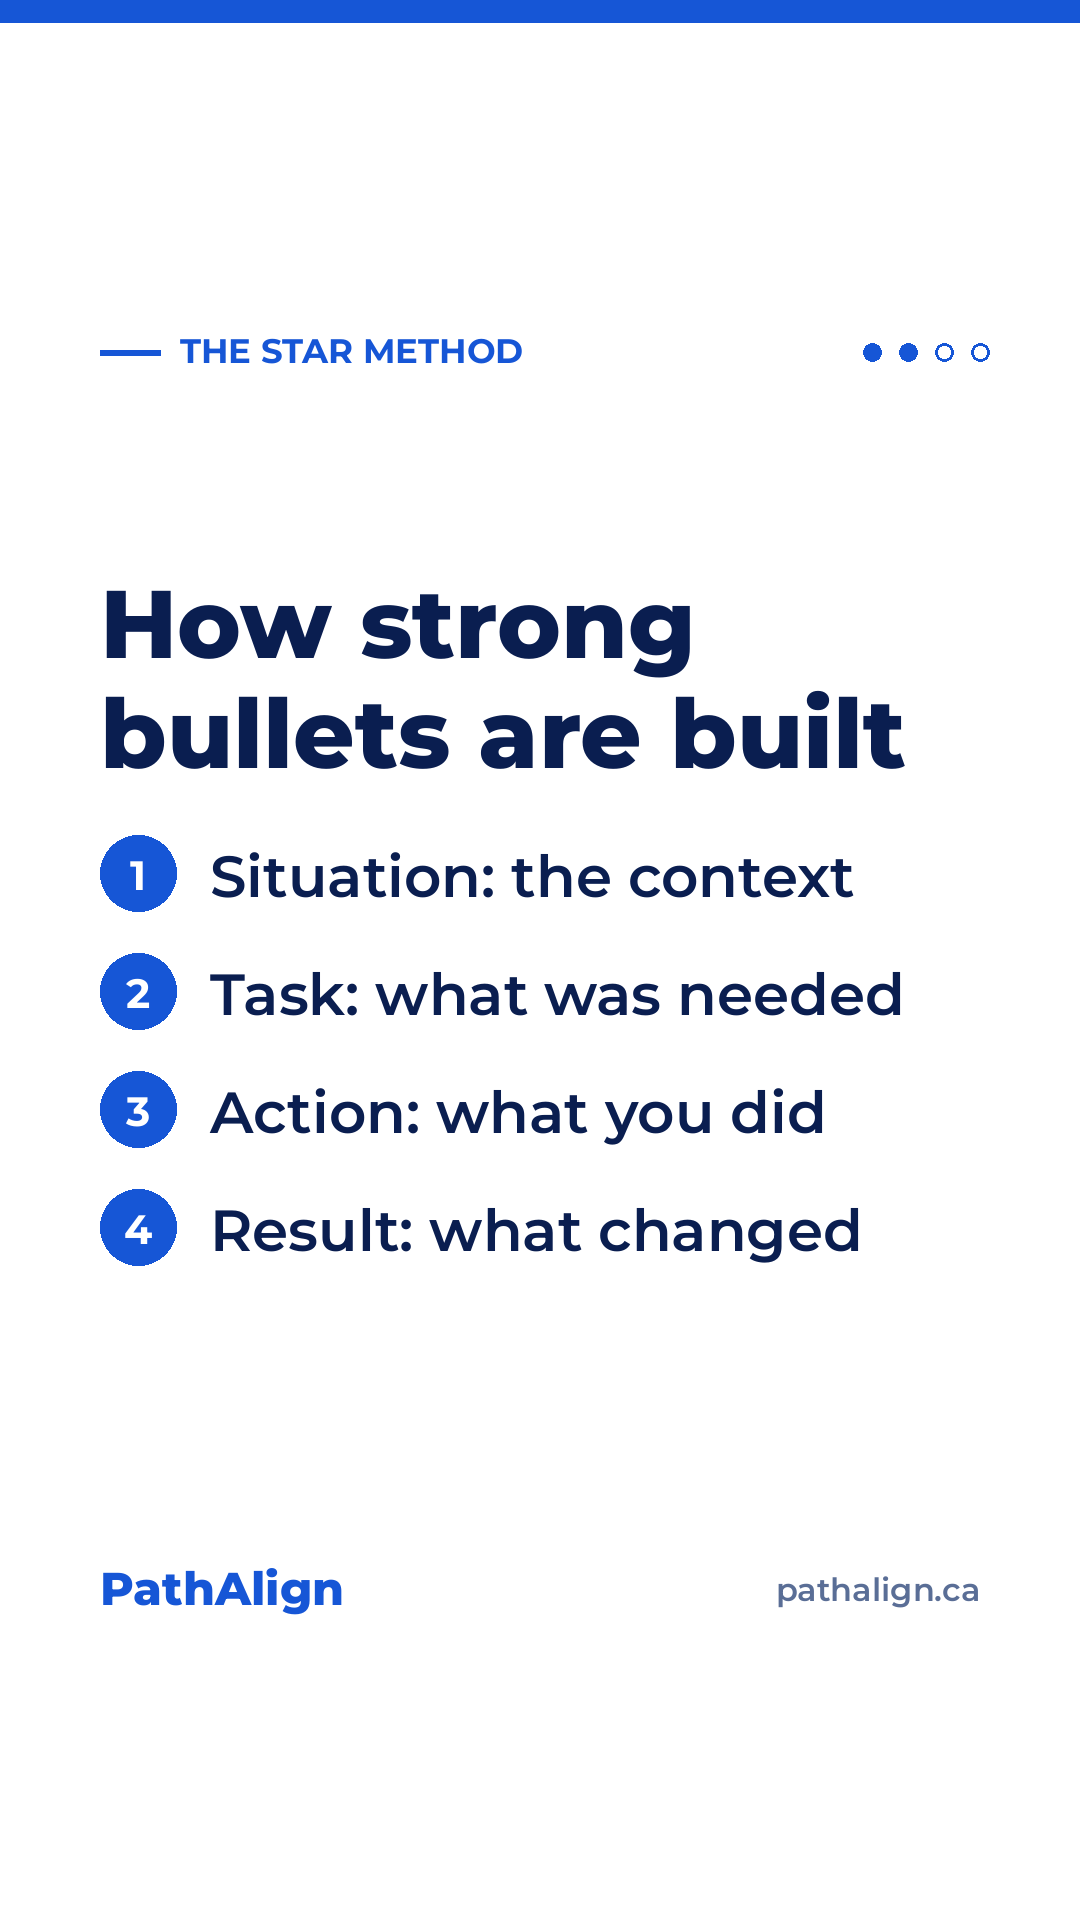 THE STAR METHOD
How strong
bullets are built
1 Situation: the context
2 Task: what was needed
3 Action: what you did
4 Result: what changed
PathAlign
pathalign.ca